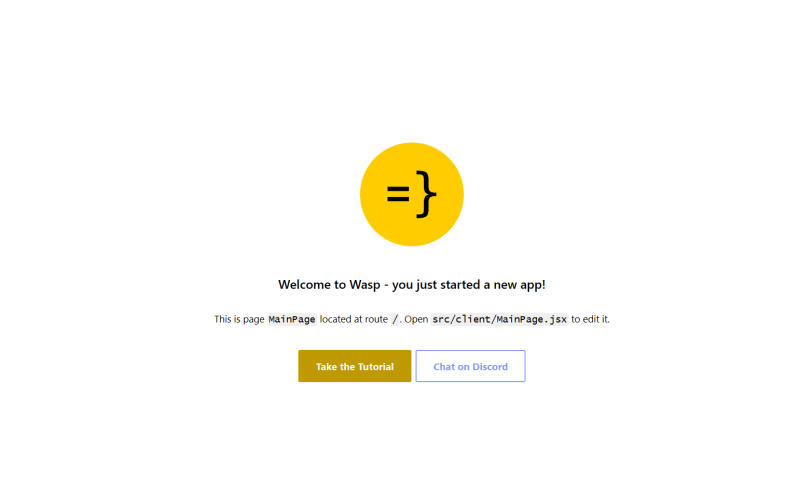 =}
Welcome to Wasp - you just started a new app!
This is page MainPage located at route /. Open src/client/MainPage.jsx to edit it.
Take the Tutorial
Chat on Discord